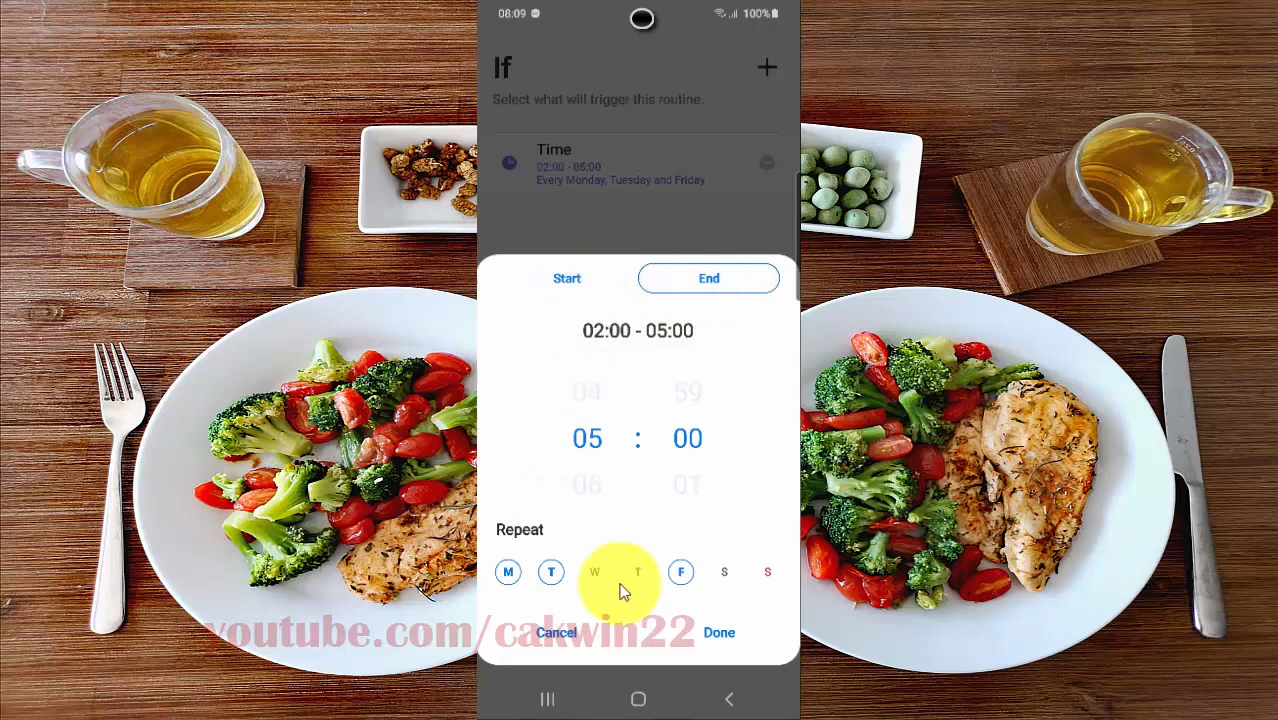 08:09 100%
If
+
Select what will trigger this routine.
Time
02:00 - 05:00
Every Monday, Tuesday and Friday
Start End
02:00 - 05:00
04 59
05 : 00
06 01
Repeat
M T W T F S S
Cancel Done
youtube.com/cakwin22